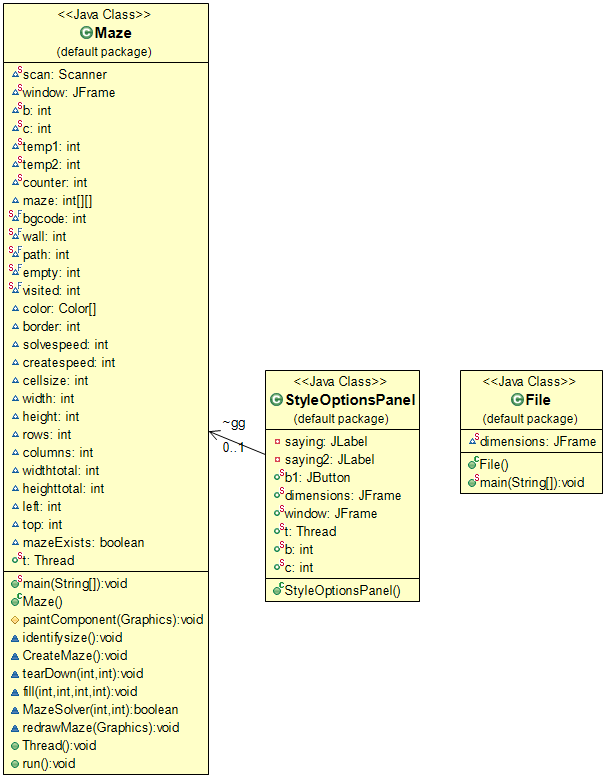 <<Java Class>>
Maze
(default package)
scan: Scanner
window: JFrame
b: int
c: int
temp1: int
temp2: int
counter: int
maze: int[][]
bgcode: int
wall: int
path: int
empty: int
visited: int
color: Color[]
border: int
solvespeed: int
createspeed: int
cellsize: int
width: int
height: int
rows: int
columns: int
widthtotal: int
heighttotal: int
left: int
top: int
mazeExists: boolean
t: Thread
main(String[]):void
Maze()
paintComponent(Graphics):void
identifysize():void
CreateMaze():void
tearDown(int,int):void
fill(int,int,int,int):void
MazeSolver(int,int):boolean
redrawMaze(Graphics):void
Thread():void
run():void
~gg
0..1
<<Java Class>>
StyleOptionsPanel
(default package)
saying: JLabel
saying2: JLabel
b1: JButton
dimensions: JFrame
window: JFrame
t: Thread
b: int
c: int
StyleOptionsPanel()
<<Java Class>>
File
(default package)
dimensions: JFrame
File()
main(String[]):void